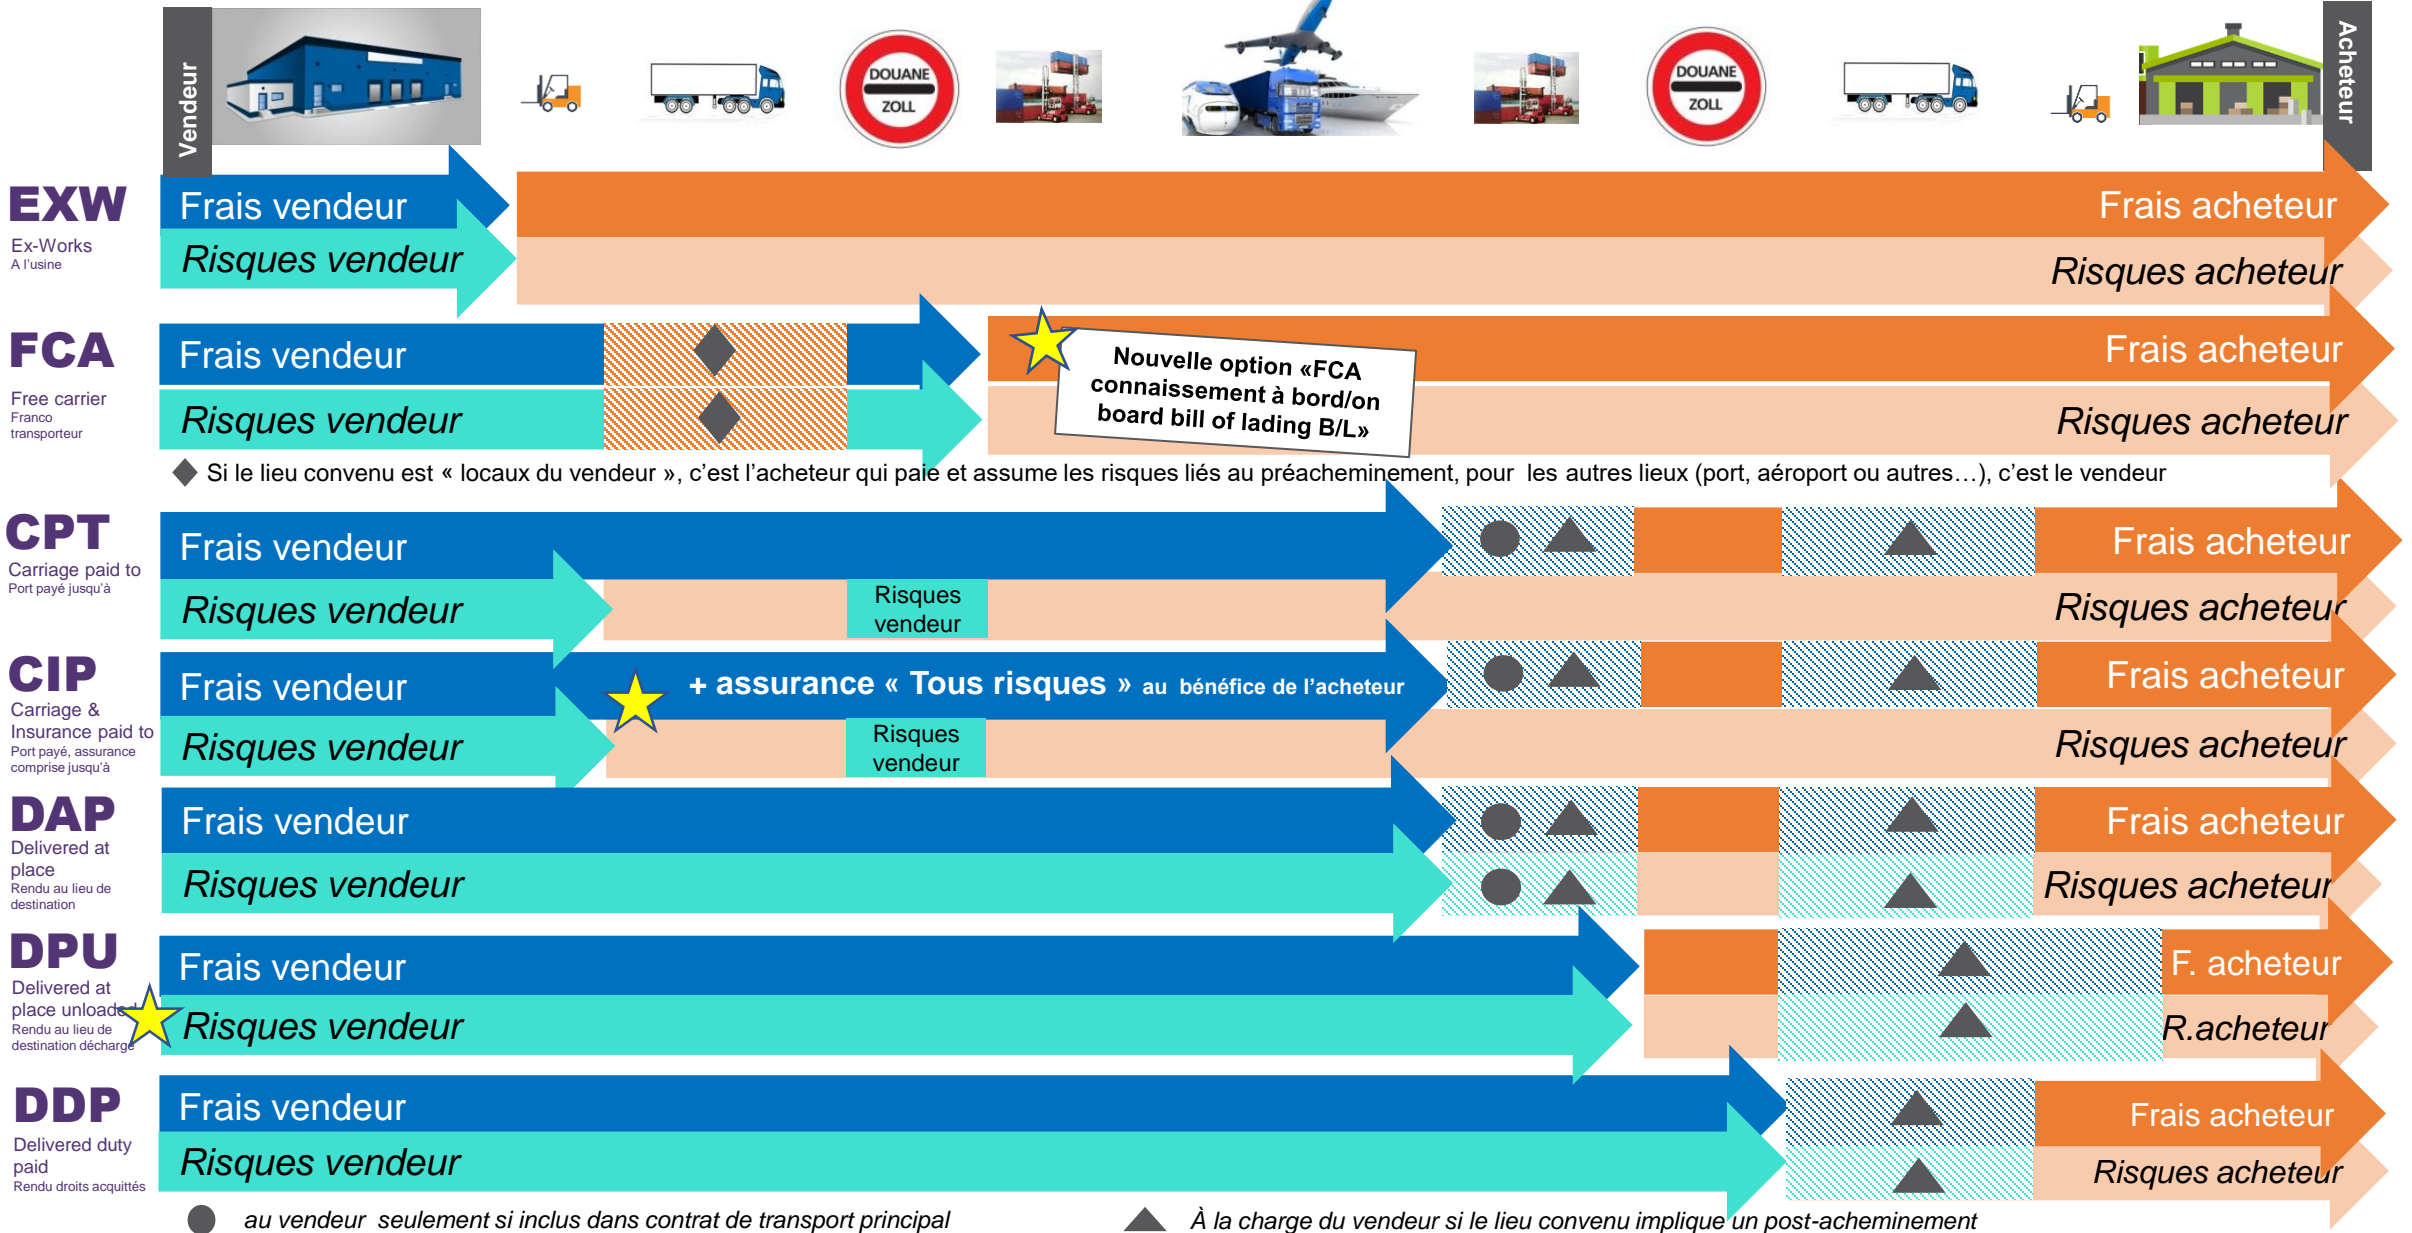 Vendeur
DOUANE
ZOLL
DOUANE
ZOLL
Acheteur
EXW
Ex-Works
A l'usine
Frais vendeur
Frais acheteur
Risques vendeur
Risques acheteur
FCA
Free carrier
Franco
transporteur
Frais vendeur
Nouvelle option «FCA
connaissement à bord/on
board bill of lading B/L»
Frais acheteur
Risques vendeur
Risques acheteur
Si le lieu convenu est « locaux du vendeur », c'est l'acheteur qui paie et assume les risques liés au préacheminement, pour les autres lieux (port, aéroport ou autres…), c'est le vendeur
CPT
Carriage paid to
Port payé jusqu'à
Frais vendeur
Frais acheteur
Risques vendeur
Risques
vendeur
Risques acheteur
CIP
Carriage &
Insurance paid to
Port payé, assurance
comprise jusqu'à
Frais vendeur
+ assurance « Tous risques » au bénéfice de l'acheteur
Frais acheteur
Risques vendeur
Risques
vendeur
Risques acheteur
DAP
Delivered at
place
Rendu au lieu de
destination
Frais vendeur
Frais acheteur
Risques vendeur
Risques acheteur
DPU
Delivered at
place unloaded
Rendu au lieu de
destination déchargé
Frais vendeur
F. acheteur
Risques vendeur
R.acheteur
DDP
Delivered duty
paid
Rendu droits acquittés
Frais vendeur
Frais acheteur
Risques vendeur
Risques acheteur
au vendeur seulement si inclus dans contrat de transport principal
À la charge du vendeur si le lieu convenu implique un post-acheminement